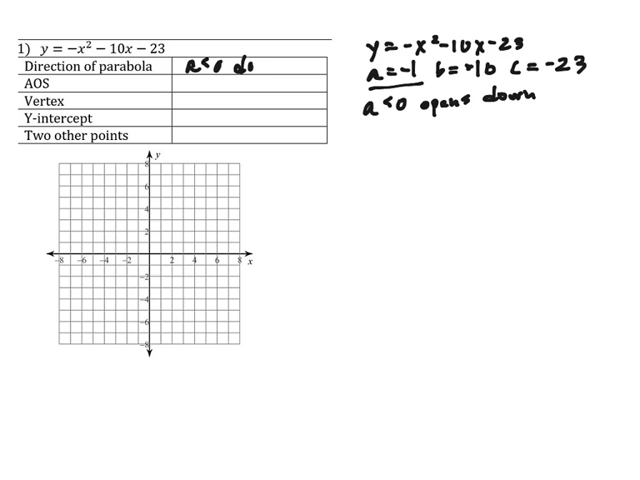 1) y = −x² − 10x − 23
Direction of parabola a<0 do
AOS
Vertex
Y-intercept
Two other points
y=-x²-10x-23
a=-1 b=-10 c=-23
a<0 opens down
y
8
6
4
2
−8 −6 −4 −2 2 4 6 8 x
−2
−4
−6
−8